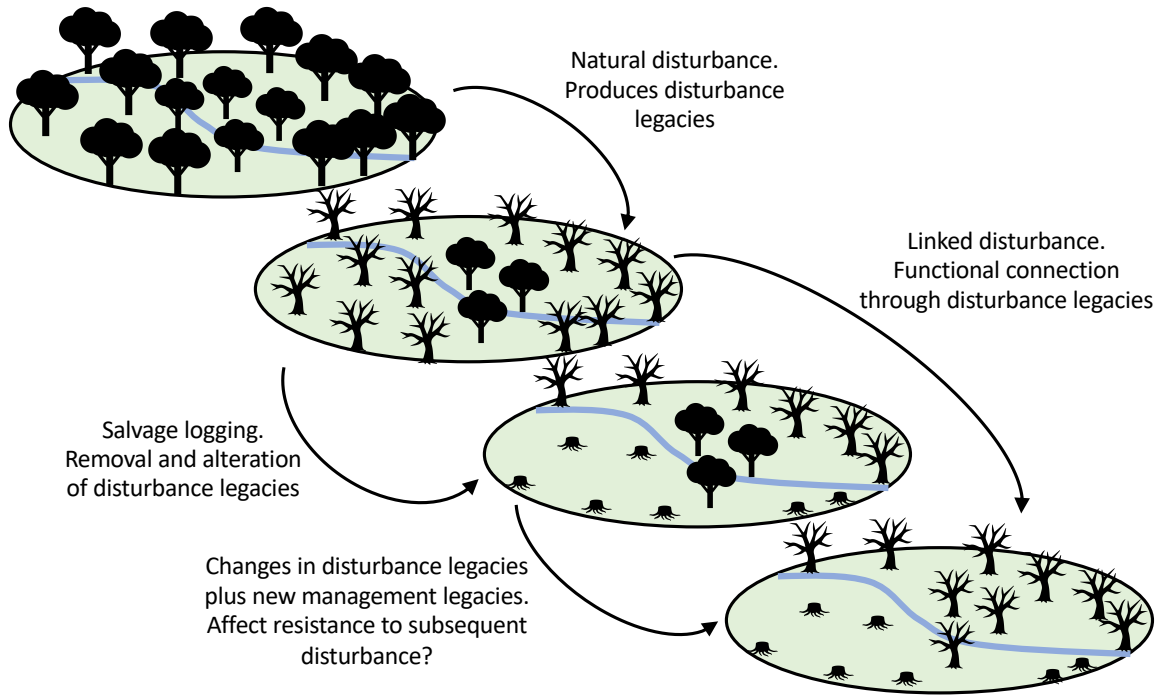 Natural disturbance.
Produces disturbance
legacies
Linked disturbance.
Functional connection
through disturbance legacies
Salvage logging.
Removal and alteration
of disturbance legacies
Changes in disturbance legacies
plus new management legacies.
Affect resistance to subsequent
disturbance?